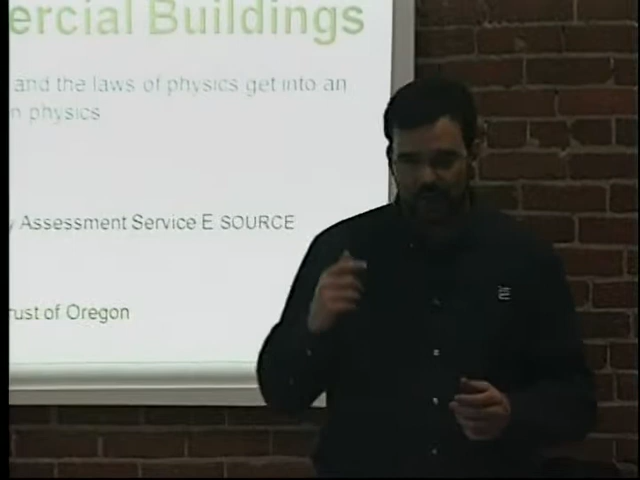 ercial Buildings
and the laws of physics get into an
n physics
y Assessment Service E SOURCE
rust of Oregon